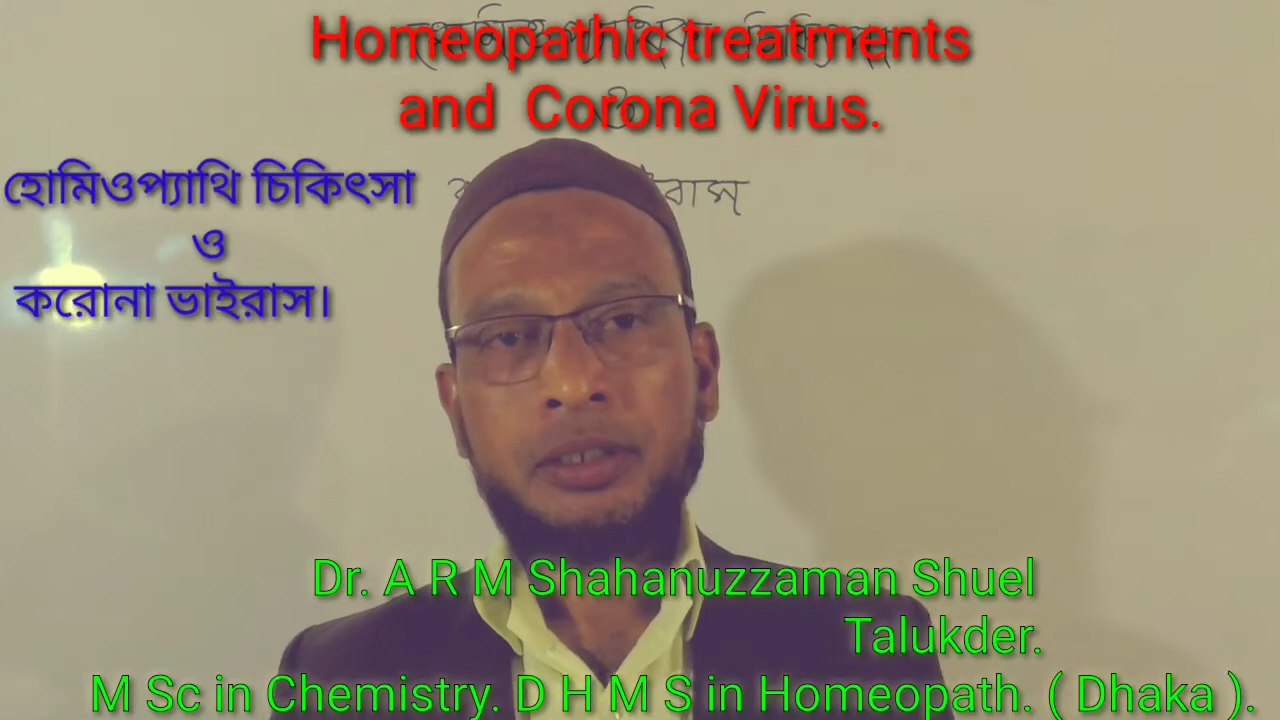 Homeopathic treatments
and Corona Virus.
হোমিওপ্যাথি চিকিৎসা
ও
করোনা ভাইরাস।
Dr. A R M Shahanuzzaman Shuel
Talukder.
M Sc in Chemistry. D H M S in Homeopath. ( Dhaka ).